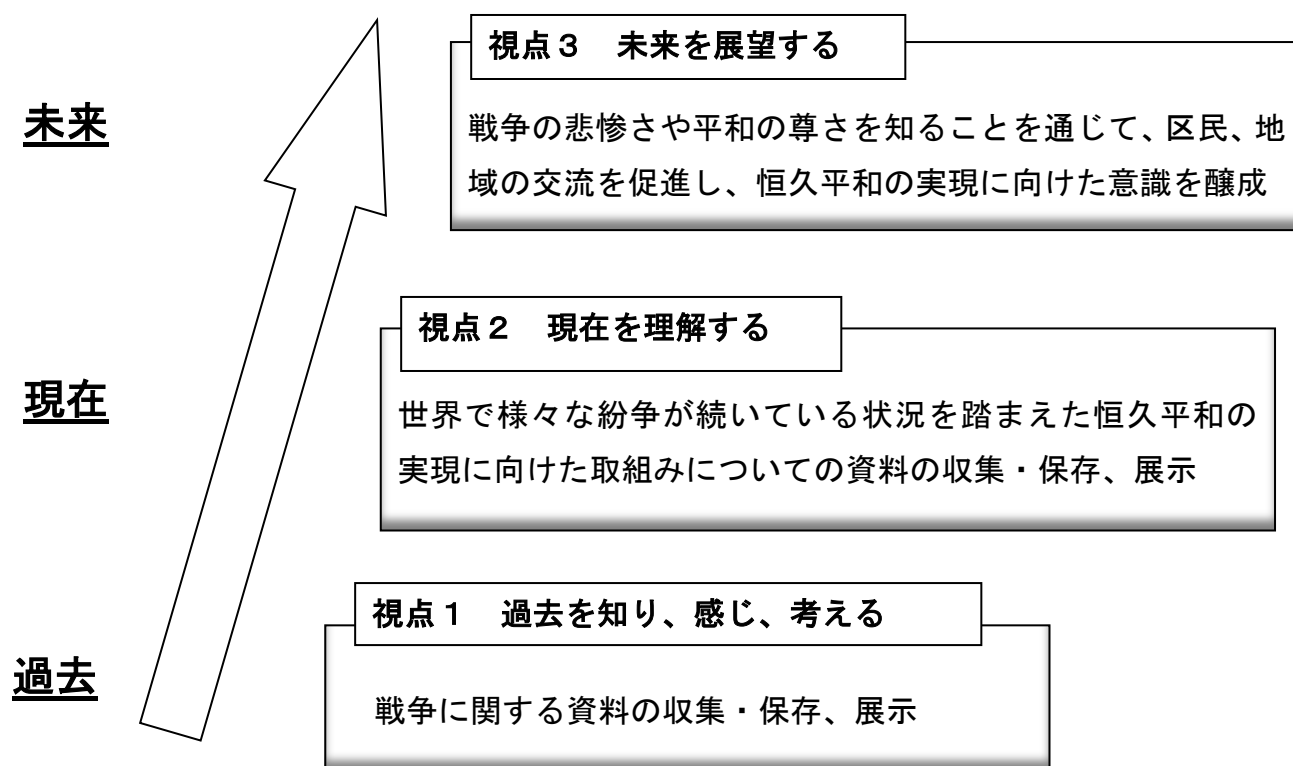 未来
視点３　未来を展望する
戦争の悲惨さや平和の尊さを知ることを通じて、区民、地
域の交流を促進し、恒久平和の実現に向けた意識を醸成
現在
視点２　現在を理解する
世界で様々な紛争が続いている状況を踏まえた恒久平和の
実現に向けた取組みについての資料の収集・保存、展示
過去
視点１　過去を知り、感じ、考える
戦争に関する資料の収集・保存、展示